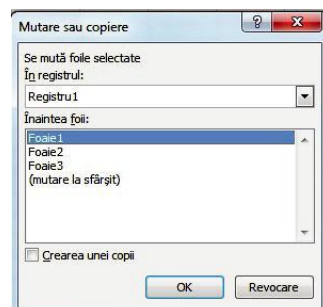 Mutare sau copiere
Se mută foile selectate
În registrul:
Registru1
Înaintea foii:
Foaie1
Foaie2
Foaie3
(mutare la sfârșit)
Crearea unei copii
OK
Revocare